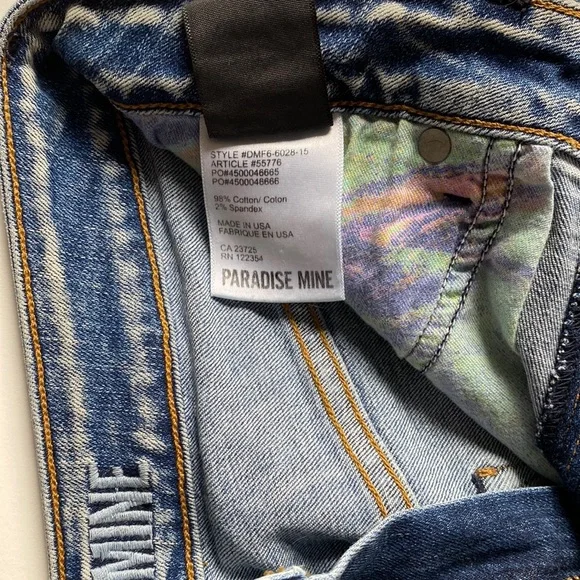 STYLE #DMF6-6028-15
ARTICLE #55776
PO#4500046665
PO#4500046666
98% Cotton/ Coton
2% Spandex
MADE IN USA
FABRIQUE EN USA
CA 23725
RN 122354
PARADISE MINE
MINE